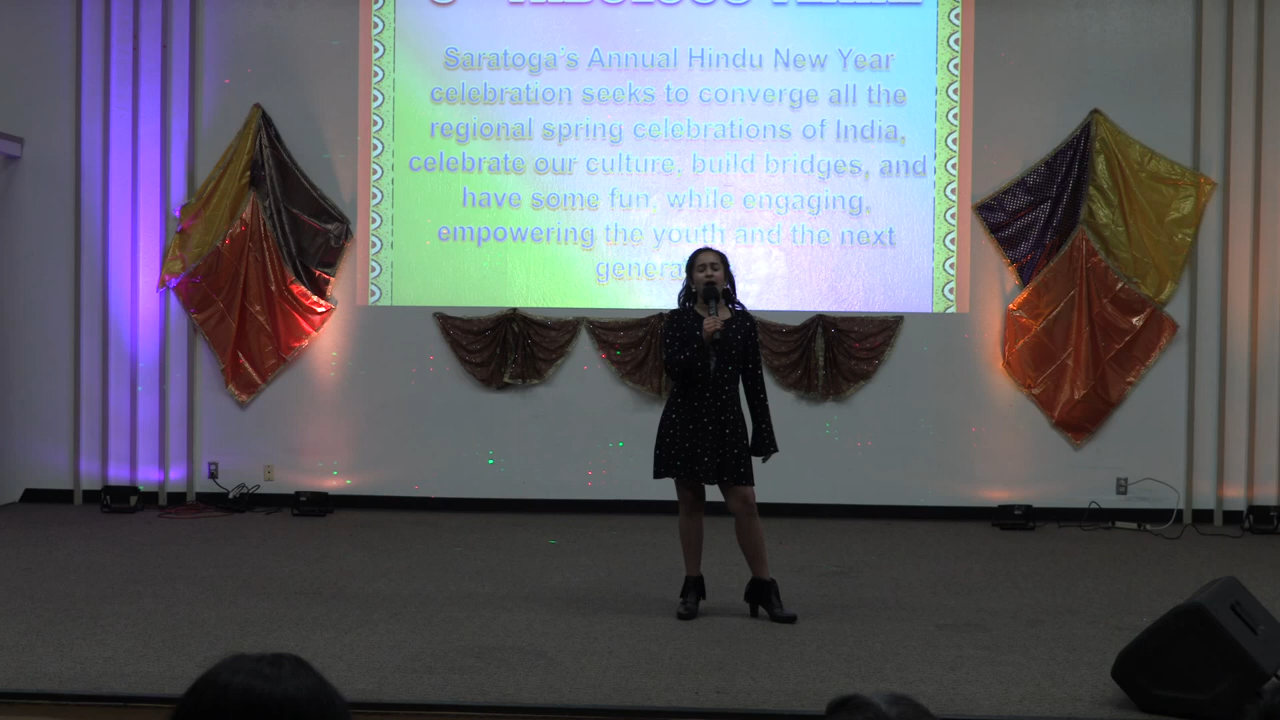 Saratoga's Annual Hindu New Year
celebration seeks to converge all the
regional spring celebrations of India,
celebrate our culture, build bridges, and
have some fun, while engaging,
empowering the youth and the next